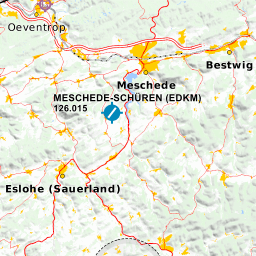 Oeventrop
Bestwig
Meschede
MESCHEDE-SCHÜREN (EDKM)
126.015
Eslohe (Sauerland)